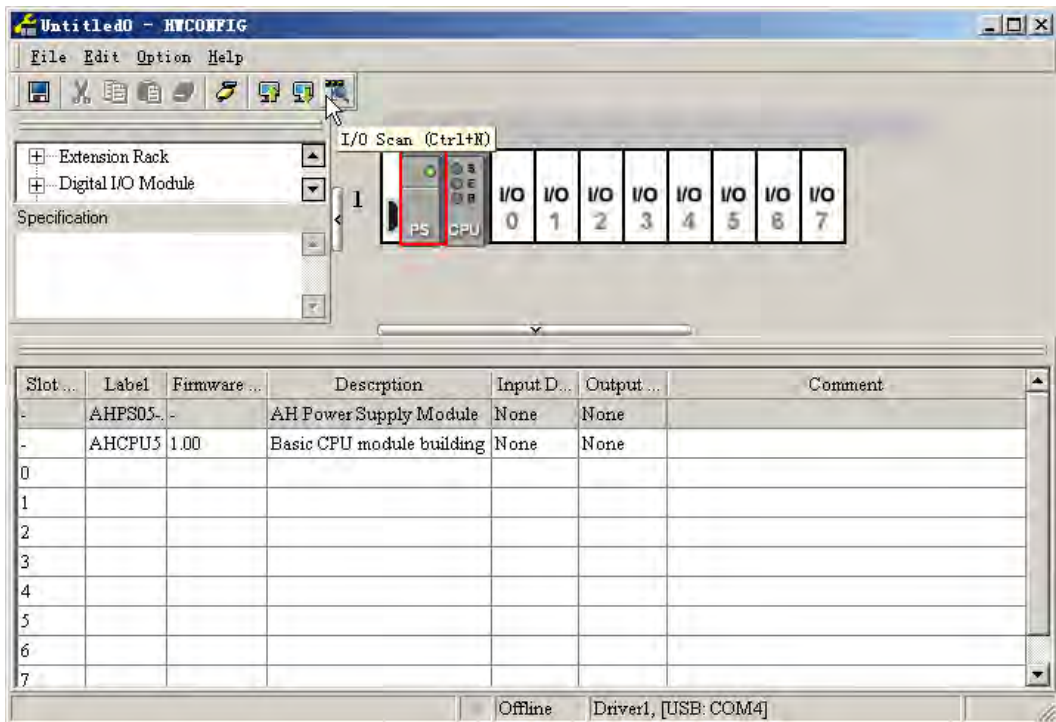 Untitled0 - HWCONFIG
File Edit Option Help
I/O Scan (Ctrl+N)
Extension Rack
Digital I/O Module
Specification
1
PS CPU S E B
I/O 0 I/O 1 I/O 2 I/O 3 I/O 4 I/O 5 I/O 6 I/O 7
Slot ... Label Firmware ... Descrption Input D... Output ... Comment
- AHPS05-.. - AH Power Supply Module None None
- AHCPU5 1.00 Basic CPU module building None None
0
1
2
3
4
5
6
7
Offline Driver1, [USB: COM4]